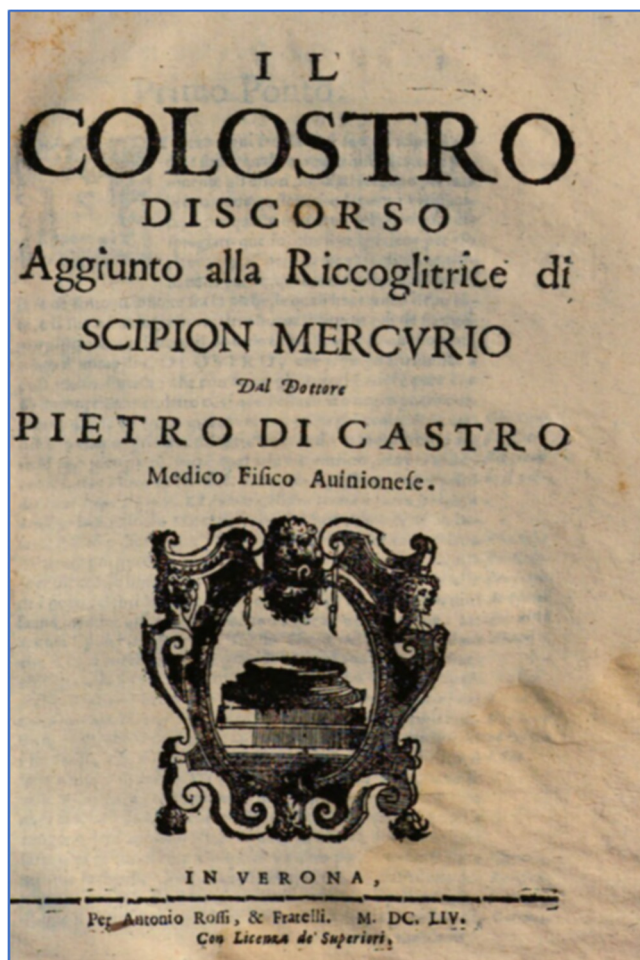 IL
COLOSTRO
DISCORSO
Aggiunto alla Riccoglitrice di
SCIPION MERCVRIO
Dal Dottore
PIETRO DI CASTRO
Medico Fisico Auinionese.
IN VERONA,
Per Antonio Rossi, & Fratelli. M. DC. LIV.
Con Licenza de' Superiori,